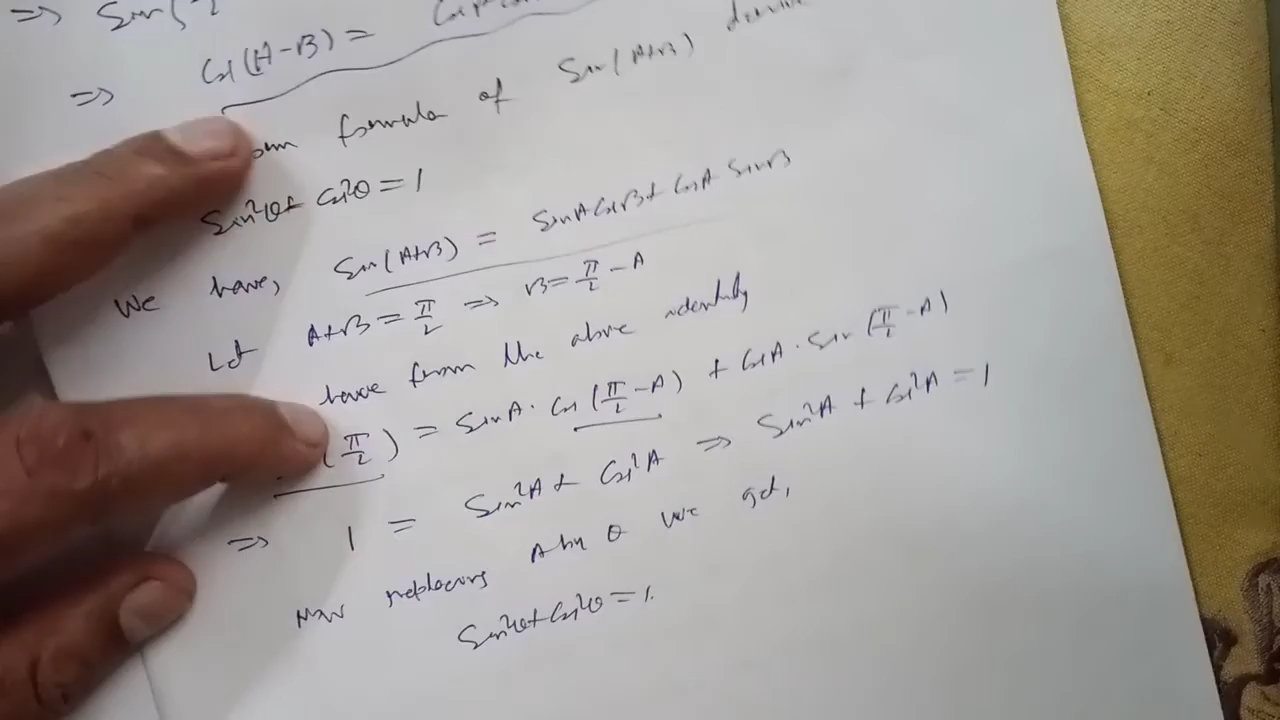 ⇒ Sin(
⇒ Cos(A-B) =
formula of Sin(A+B) derive
Sin²θ + Cos²θ = 1
We have, Sin(A+B) = SinA CosB + CosA SinB
Let A+B = π/2 ⇒ B = π/2 - A
have from the above identity
(π/2) = SinA · Cos(π/2 - A) + CosA · Sin(π/2 - A)
⇒ 1 = Sin²A + Cos²A ⇒ Sin²A + Cos²A = 1
Now replacing A by θ we get,
Sin²θ + Cos²θ = 1.